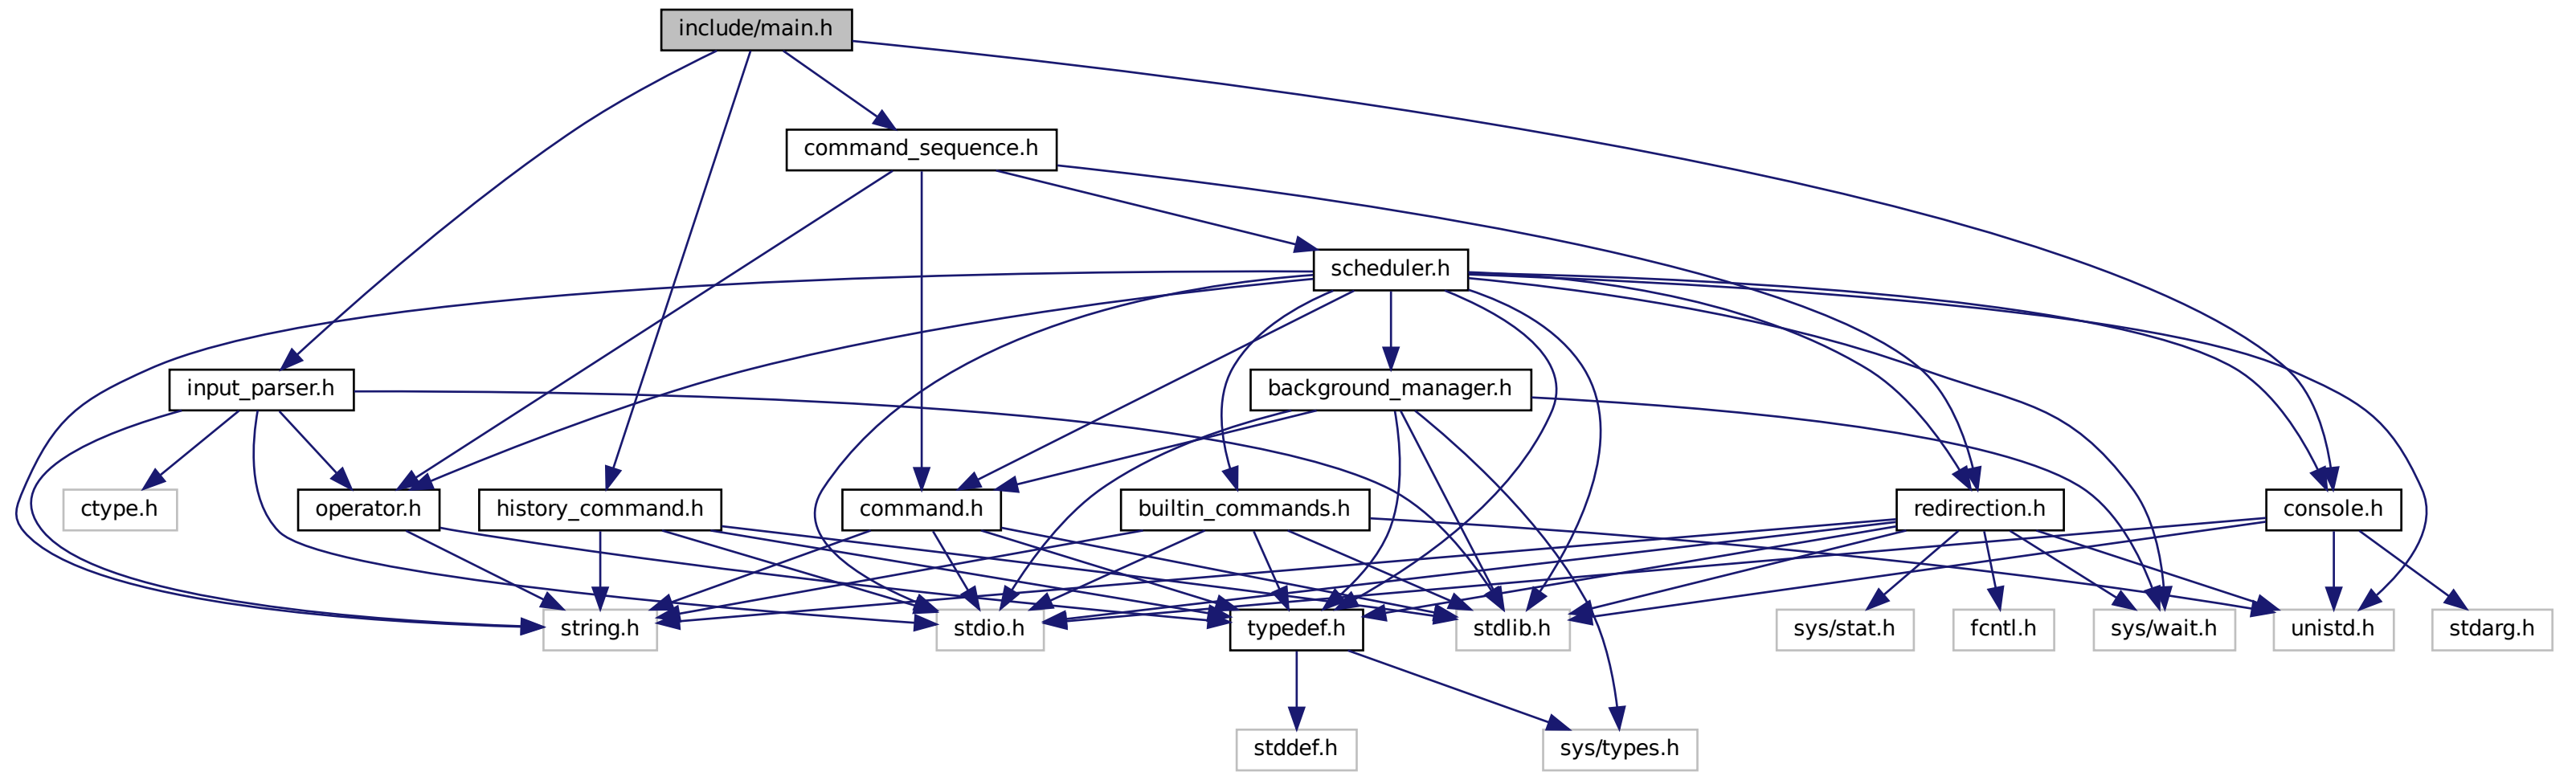 include/main.h
command_sequence.h
scheduler.h
input_parser.h
background_manager.h
ctype.h
operator.h
history_command.h
command.h
builtin_commands.h
redirection.h
console.h
string.h
stdio.h
typedef.h
stdlib.h
sys/stat.h
fcntl.h
sys/wait.h
unistd.h
stdarg.h
stddef.h
sys/types.h